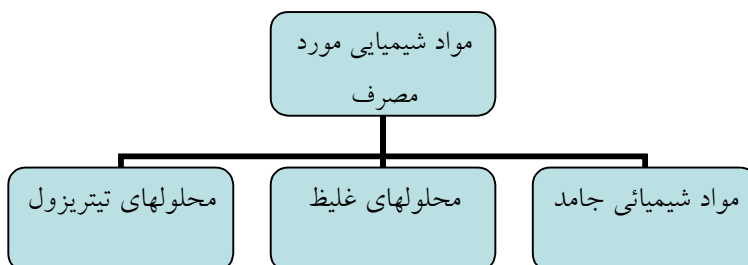 مواد شیمیایی مورد
مصرف
مواد شیمیائی جامد
محلولهای غلیظ
محلولهای تیتریزول